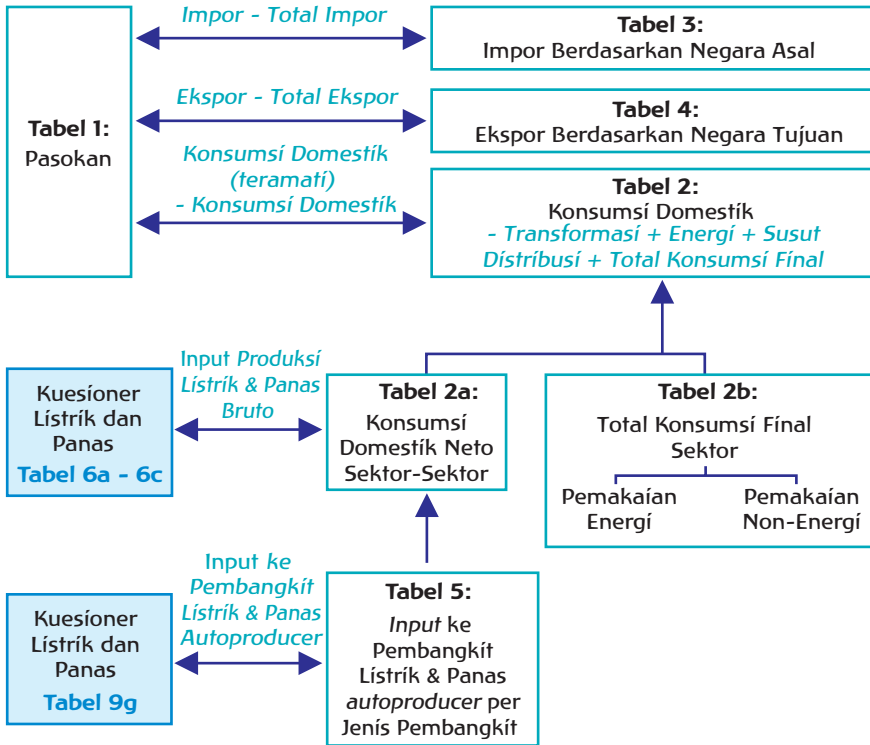 Tabel 1:
Pasokan
Impor - Total Impor
Tabel 3:
Impor Berdasarkan Negara Asal
Ekspor - Total Ekspor
Tabel 4:
Ekspor Berdasarkan Negara Tujuan
Konsumsi Domestik
(teramati)
- Konsumsi Domestik
Tabel 2:
Konsumsi Domestik
- Transformasi + Energi + Susut
Distribusi + Total Konsumsi Final
Kuesioner
Listrik dan
Panas
Tabel 6a - 6c
Input Produksi
Listrik & Panas
Bruto
Tabel 2a:
Konsumsi
Domestik Neto
Sektor-Sektor
Tabel 2b:
Total Konsumsi Final
Sektor
Pemakaian
Energi
Pemakaian
Non-Energi
Kuesioner
Listrik dan
Panas
Tabel 9g
Input ke
Pembangkit
Listrik & Panas
Autoproducer
Tabel 5:
Input ke
Pembangkit
Listrik & Panas
autoproducer per
Jenis Pembangkit